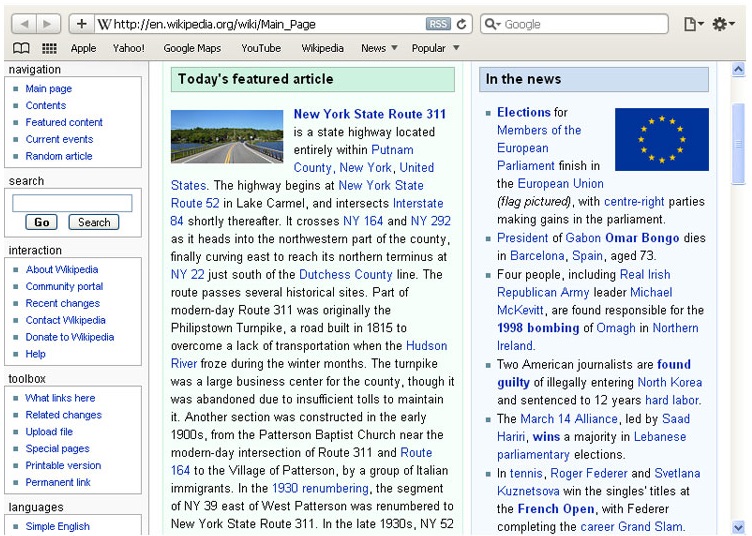 http://en.wikipedia.org/wiki/Main_Page
RSS
Google
Apple
Yahoo!
Google Maps
YouTube
Wikipedia
News
Popular
navigation
Main page
Contents
Featured content
Current events
Random article
search
Go
Search
interaction
About Wikipedia
Community portal
Recent changes
Contact Wikipedia
Donate to Wikipedia
Help
toolbox
What links here
Related changes
Upload file
Special pages
Printable version
Permanent link
languages
Simple English
Today's featured article
New York State Route 311
is a state highway located
entirely within Putnam
County, New York, United
States. The highway begins at New York State
Route 52 in Lake Carmel, and intersects Interstate
84 shortly thereafter. It crosses NY 164 and NY 292
as it heads into the northwestern part of the county,
finally curving east to reach its northern terminus at
NY 22 just south of the Dutchess County line. The
route passes several historical sites. Part of
modern-day Route 311 was originally the
Philipstown Turnpike, a road built in 1815 to
overcome a lack of transportation when the Hudson
River froze during the winter months. The turnpike
was a large business center for the county, though it
was abandoned due to insufficient tolls to maintain
it. Another section was constructed in the early
1900s, from the Patterson Baptist Church near the
modern-day intersection of Route 311 and Route
164 to the Village of Patterson, by a group of Italian
immigrants. In the 1930 renumbering, the segment
of NY 39 east of West Patterson was renumbered to
New York State Route 311. In the late 1930s, NY 52
In the news
Elections for
Members of the
European
Parliament finish in
the European Union
(flag pictured), with centre-right parties
making gains in the parliament.
President of Gabon Omar Bongo dies
in Barcelona, Spain, aged 73.
Four people, including Real Irish
Republican Army leader Michael
McKevitt, are found responsible for the
1998 bombing of Omagh in Northern
Ireland.
Two American journalists are found
guilty of illegally entering North Korea
and sentenced to 12 years hard labor.
The March 14 Alliance, led by Saad
Hariri, wins a majority in Lebanese
parliamentary elections.
In tennis, Roger Federer and Svetlana
Kuznetsova win the singles' titles at
the French Open, with Federer
completing the career Grand Slam.